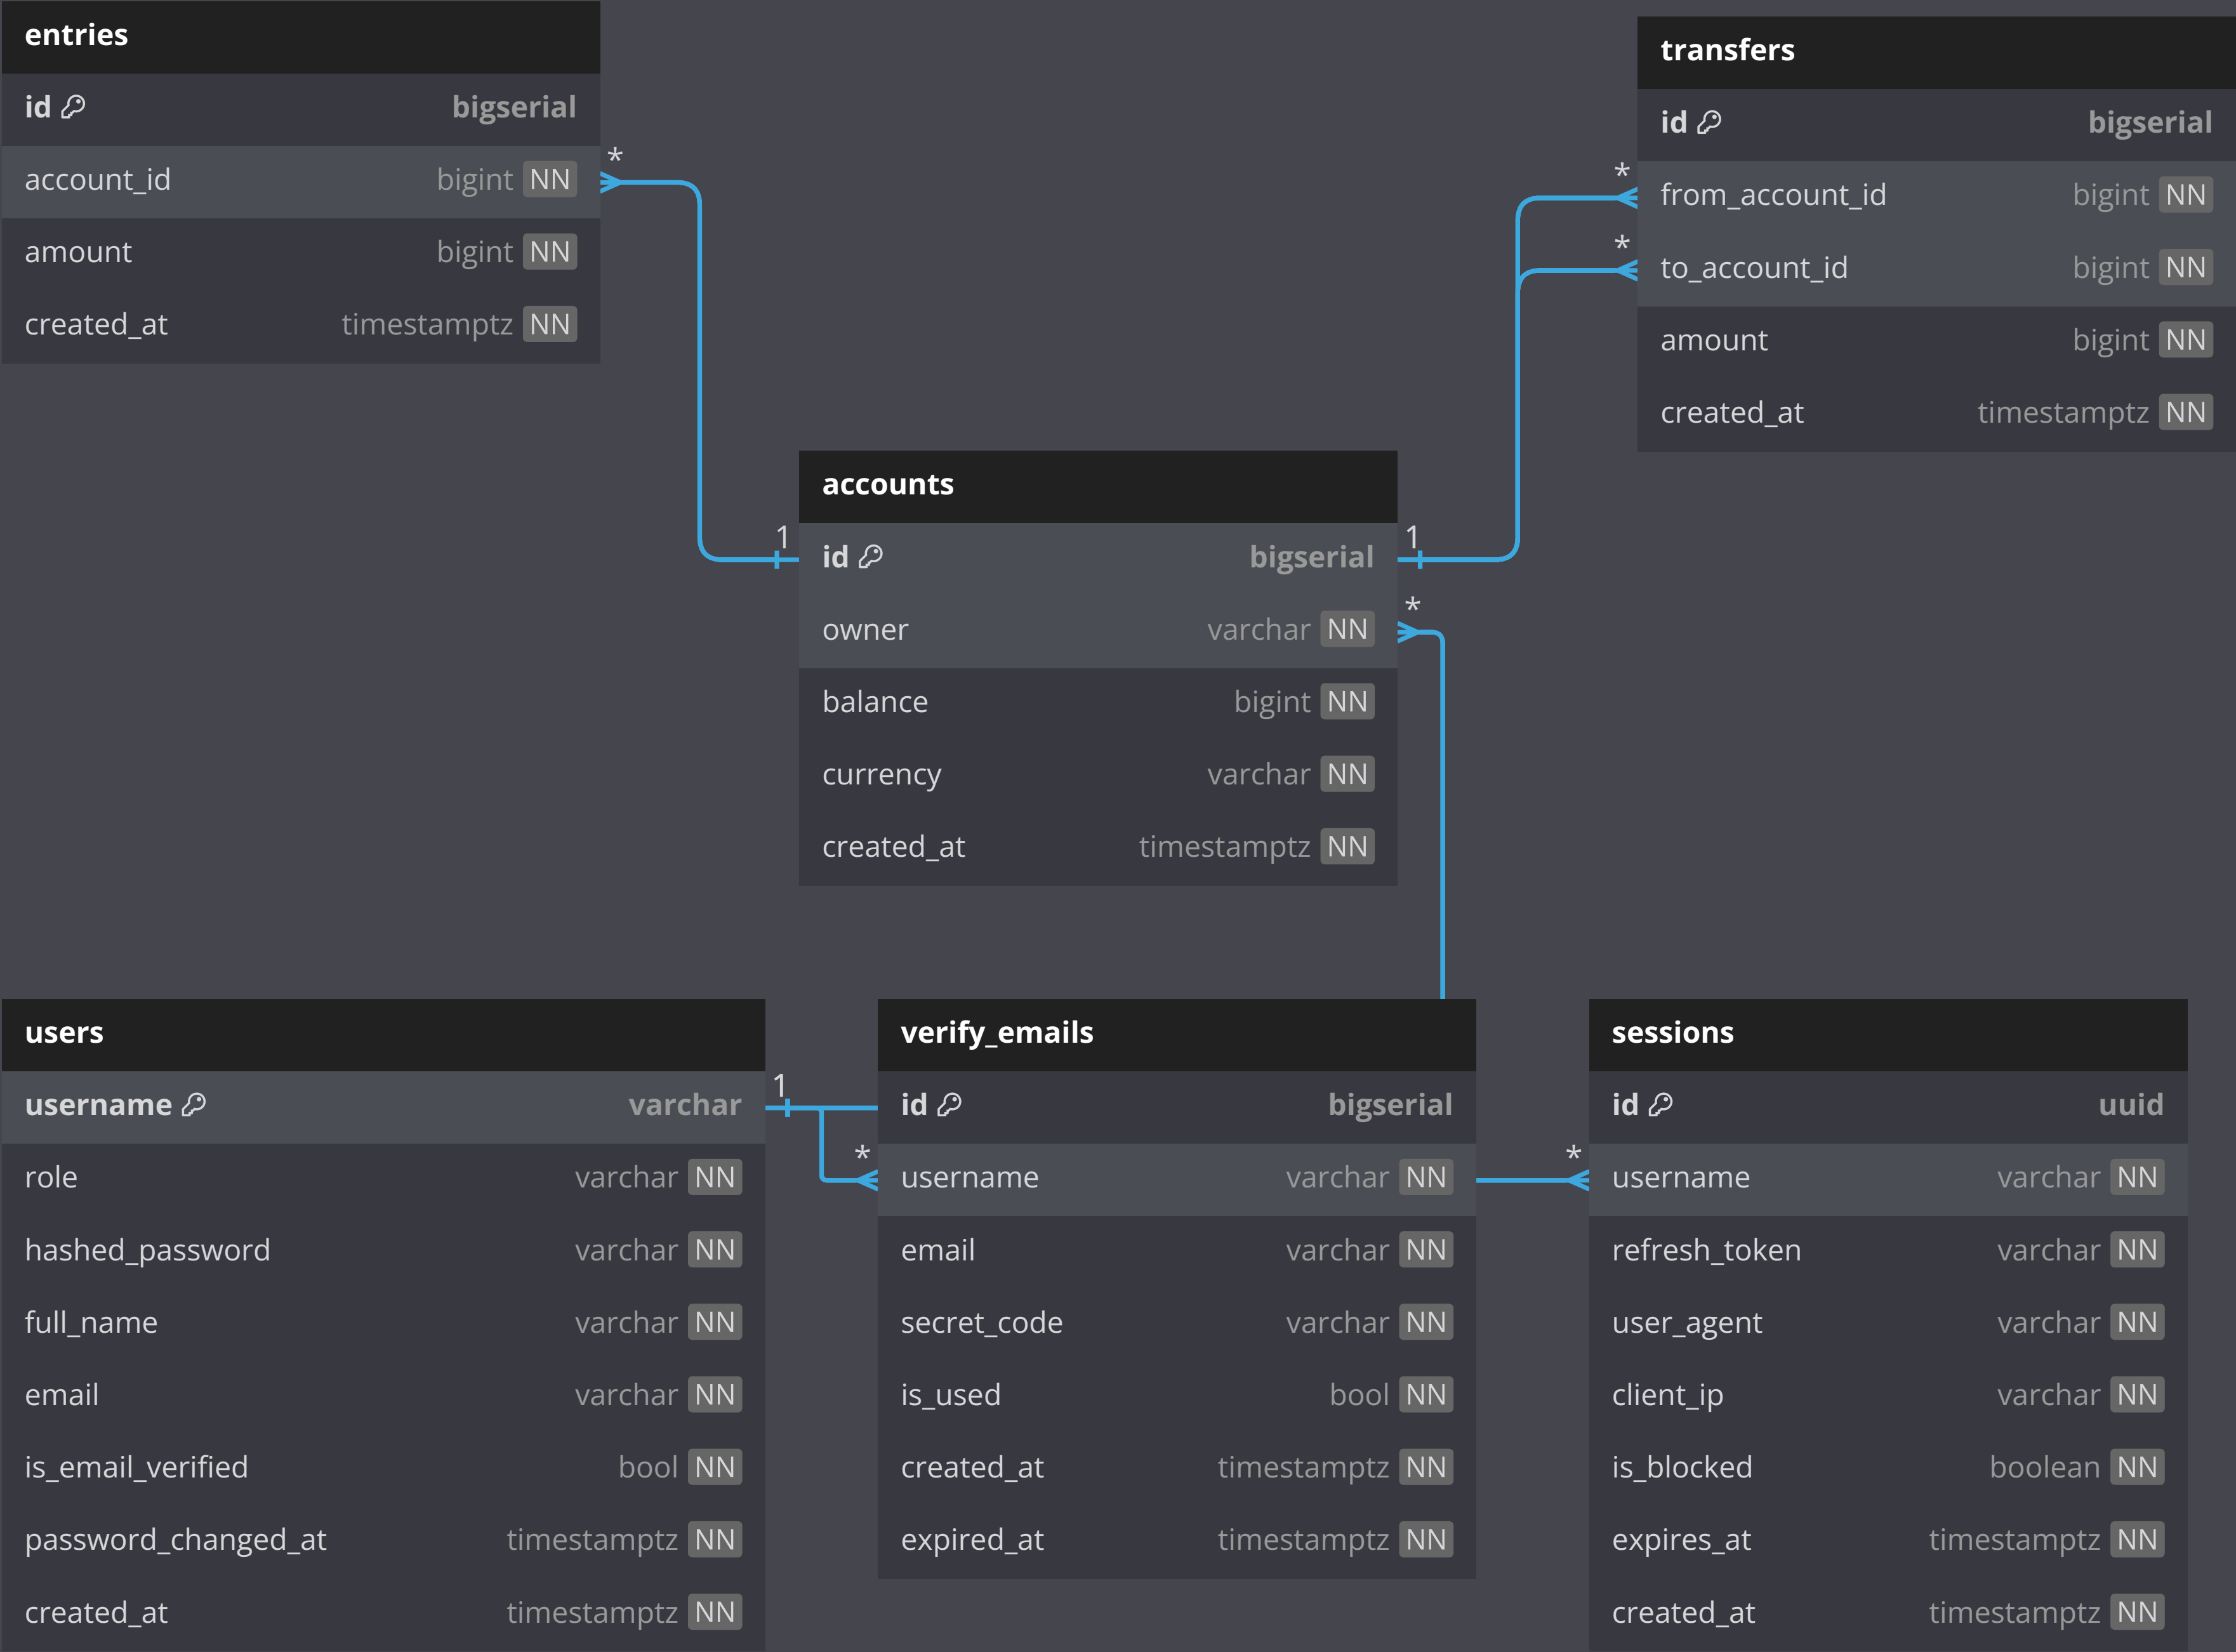 entries
id bigserial
account_id bigint NN
amount bigint NN
created_at timestamptz NN
*
transfers
id bigserial
from_account_id bigint NN
to_account_id bigint NN
amount bigint NN
created_at timestamptz NN
*
*
accounts
id bigserial
owner varchar NN
balance bigint NN
currency varchar NN
created_at timestamptz NN
1
1
*
users
username varchar
role varchar NN
hashed_password varchar NN
full_name varchar NN
email varchar NN
is_email_verified bool NN
password_changed_at timestamptz NN
created_at timestamptz NN
1
*
verify_emails
id bigserial
username varchar NN
email varchar NN
secret_code varchar NN
is_used bool NN
created_at timestamptz NN
expired_at timestamptz NN
*
sessions
id uuid
username varchar NN
refresh_token varchar NN
user_agent varchar NN
client_ip varchar NN
is_blocked boolean NN
expires_at timestamptz NN
created_at timestamptz NN